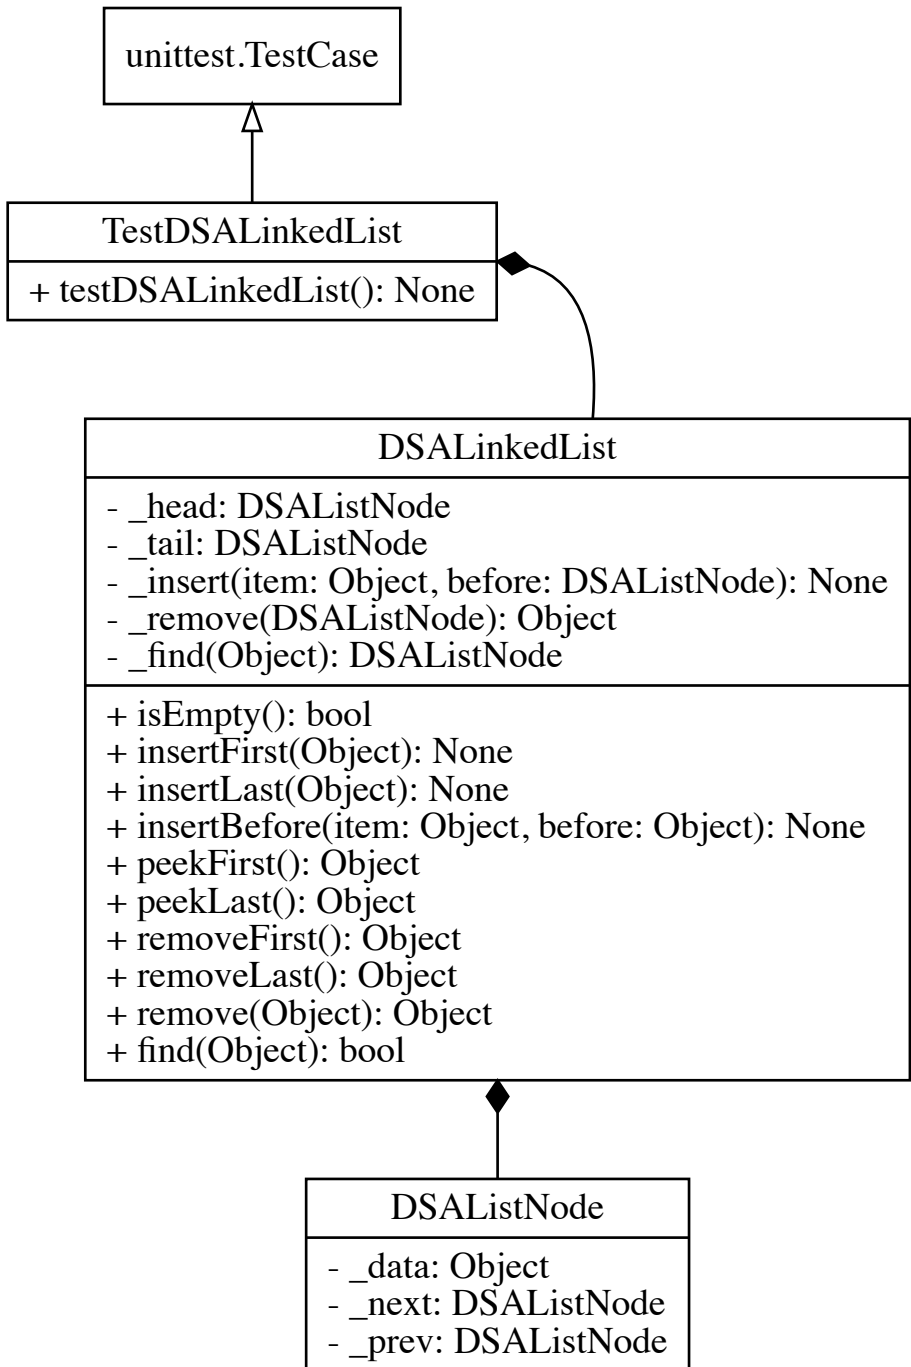 unittest.TestCase
TestDSALinkedList
+ testDSALinkedList(): None
DSALinkedList
- _head: DSAListNode
- _tail: DSAListNode
- _insert(item: Object, before: DSAListNode): None
- _remove(DSAListNode): Object
- _find(Object): DSAListNode
+ isEmpty(): bool
+ insertFirst(Object): None
+ insertLast(Object): None
+ insertBefore(item: Object, before: Object): None
+ peekFirst(): Object
+ peekLast(): Object
+ removeFirst(): Object
+ removeLast(): Object
+ remove(Object): Object
+ find(Object): bool
DSAListNode
- _data: Object
- _next: DSAListNode
- _prev: DSAListNode